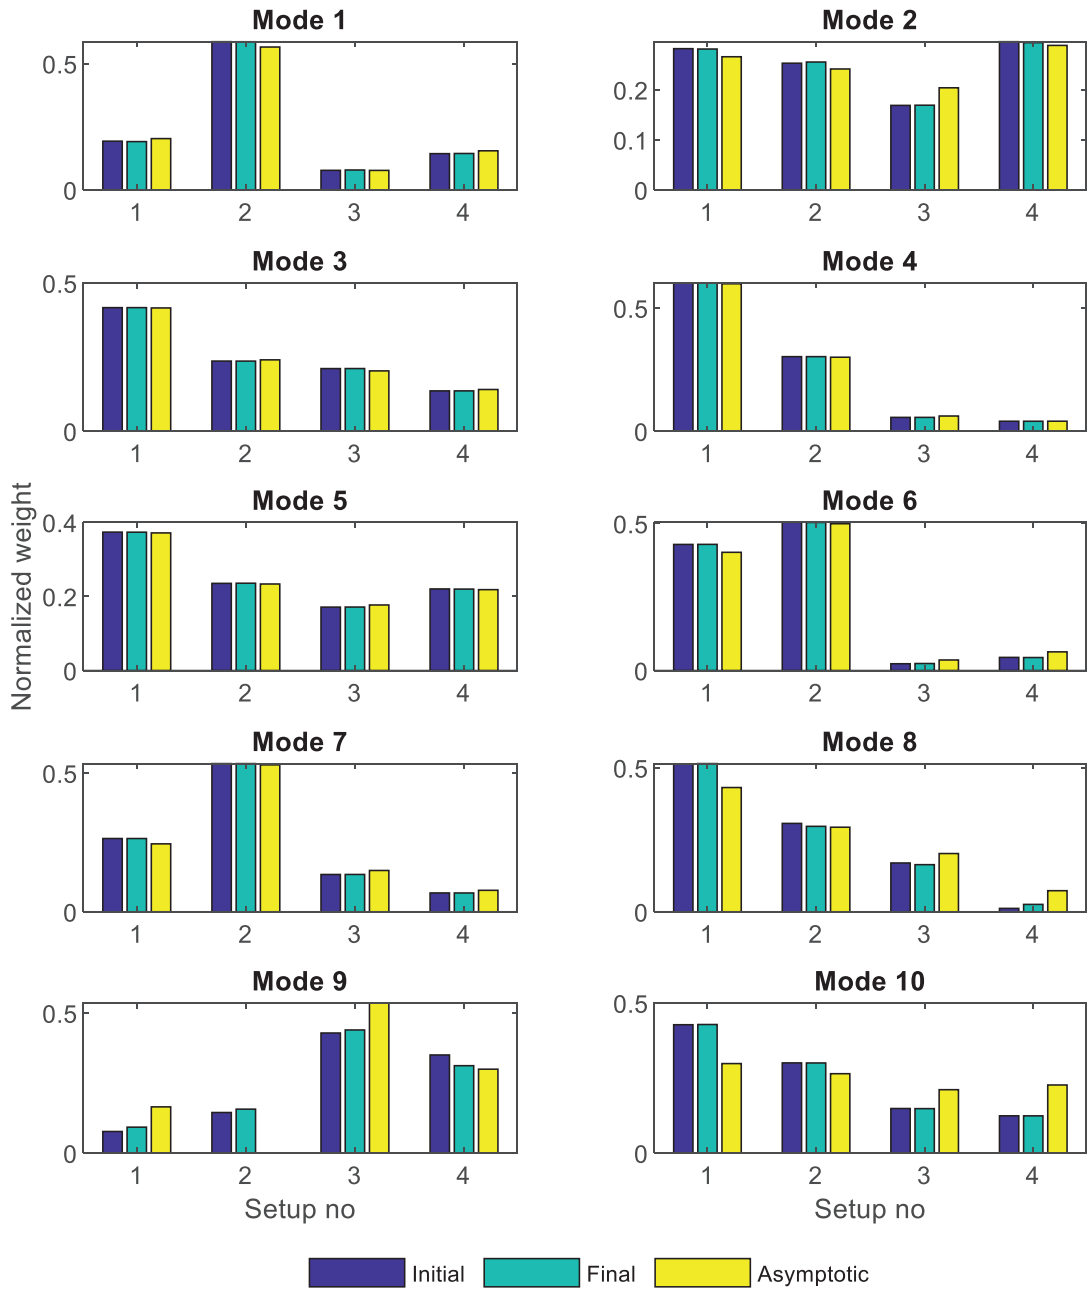 Mode 1
0.5
0
1 2 3 4
Mode 2
0.2
0.1
0
1 2 3 4
Mode 3
0.5
0
1 2 3 4
Mode 4
0.5
0
1 2 3 4
Normalized weight
Mode 5
0.4
0.2
0
1 2 3 4
Mode 6
0.5
0
1 2 3 4
Mode 7
0.5
0
1 2 3 4
Mode 8
0.5
0
1 2 3 4
Mode 9
0.5
0
1 2 3 4
Setup no
Mode 10
0.5
0
1 2 3 4
Setup no
Initial Final Asymptotic